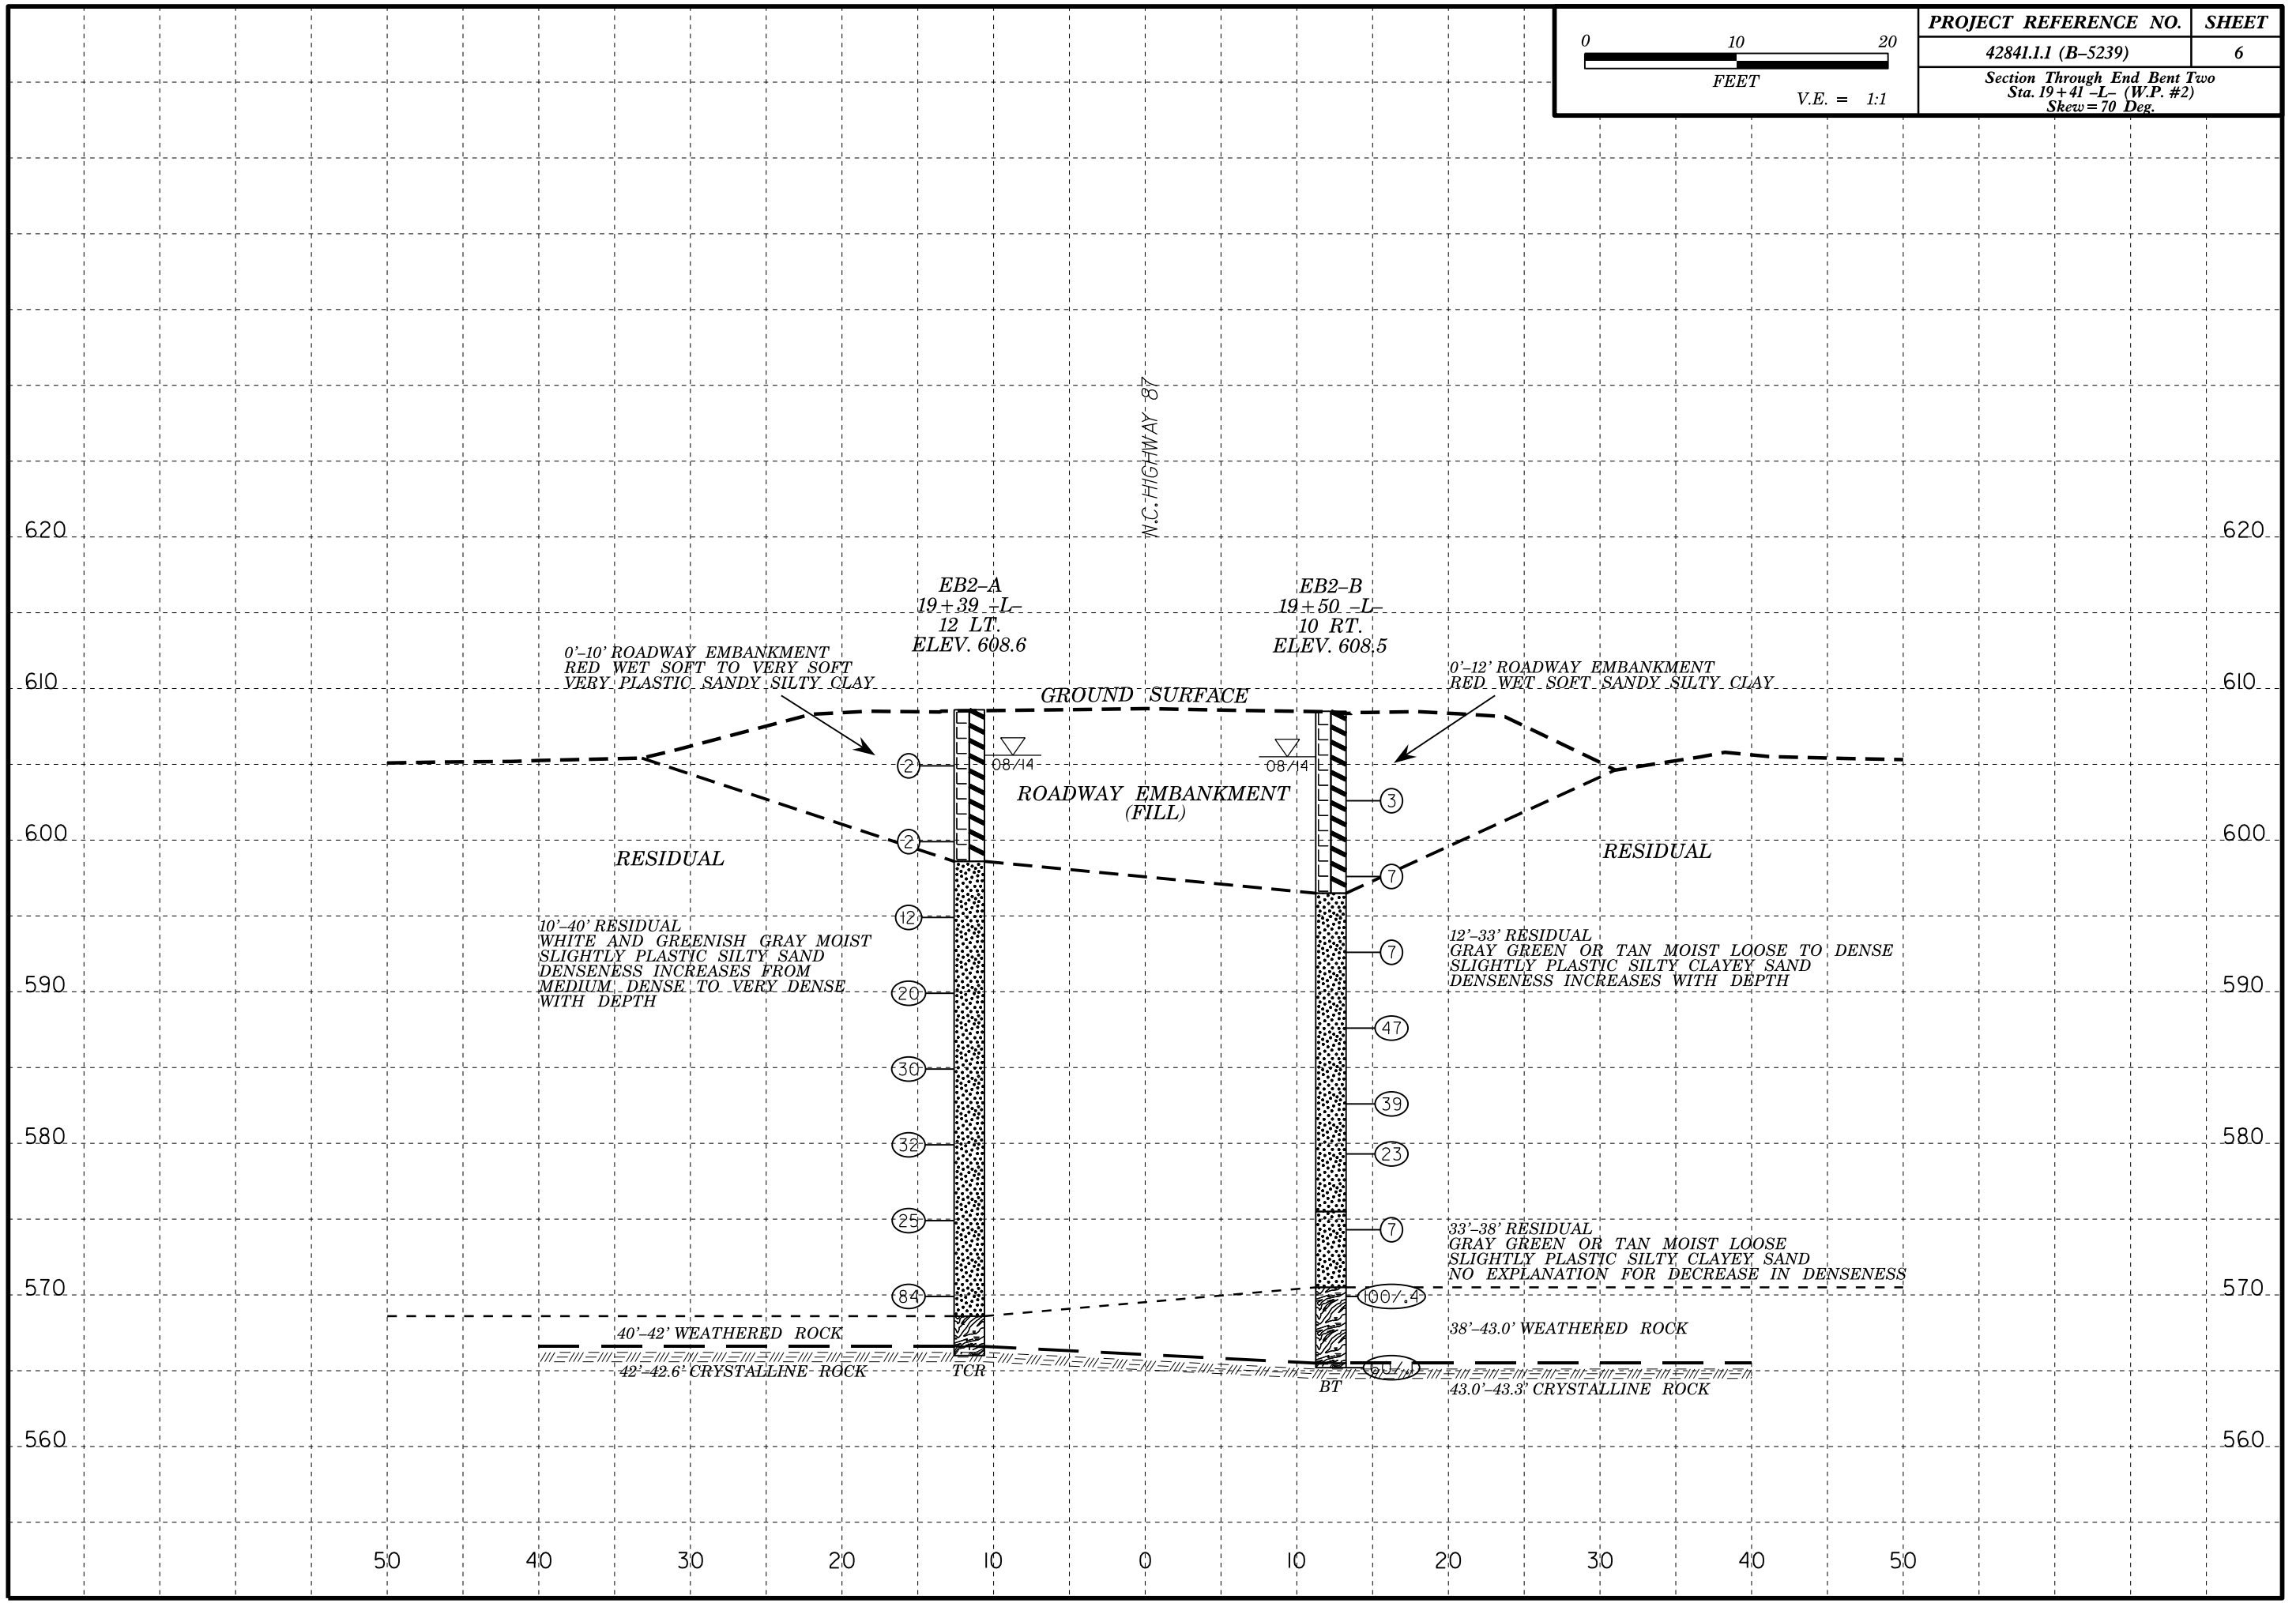 0 10 20
FEET
V.E. = 1:1
PROJECT REFERENCE NO. SHEET
42841.1.1 (B–5239) 6
Section Through End Bent Two
Sta. 19+41 –L– (W.P. #2)
Skew=70 Deg.
N.C. HIGHWAY 87
620 620
EB2–A
19+39 –L–
12 LT.
ELEV. 608.6
EB2–B
19+50 –L–
10 RT.
ELEV. 608.5
0'–10' ROADWAY EMBANKMENT
RED WET SOFT TO VERY SOFT
VERY PLASTIC SANDY SILTY CLAY
0'–12' ROADWAY EMBANKMENT
RED WET SOFT SANDY SILTY CLAY
610 610
GROUND SURFACE
08/14 08/14
2
ROADWAY EMBANKMENT
(FILL)
3
600 600
2
RESIDUAL RESIDUAL
7
12
10'–40' RESIDUAL
WHITE AND GREENISH GRAY MOIST
SLIGHTLY PLASTIC SILTY SAND
DENSENESS INCREASES FROM
MEDIUM DENSE TO VERY DENSE
WITH DEPTH
12'–33' RESIDUAL
GRAY GREEN OR TAN MOIST LOOSE TO DENSE
SLIGHTLY PLASTIC SILTY CLAYEY SAND
DENSENESS INCREASES WITH DEPTH
7
590 590
20
47
30
39
580 580
32
23
25
7
33'–38' RESIDUAL
GRAY GREEN OR TAN MOIST LOOSE
SLIGHTLY PLASTIC SILTY CLAYEY SAND
NO EXPLANATION FOR DECREASE IN DENSENESS
570 570
84
100/.4
40'–42' WEATHERED ROCK
38'–43.0' WEATHERED ROCK
42'–42.6' CRYSTALLINE ROCK
TCR
BT
43.0'–43.3' CRYSTALLINE ROCK
560 560
50 40 30 20 10 0 10 20 30 40 50